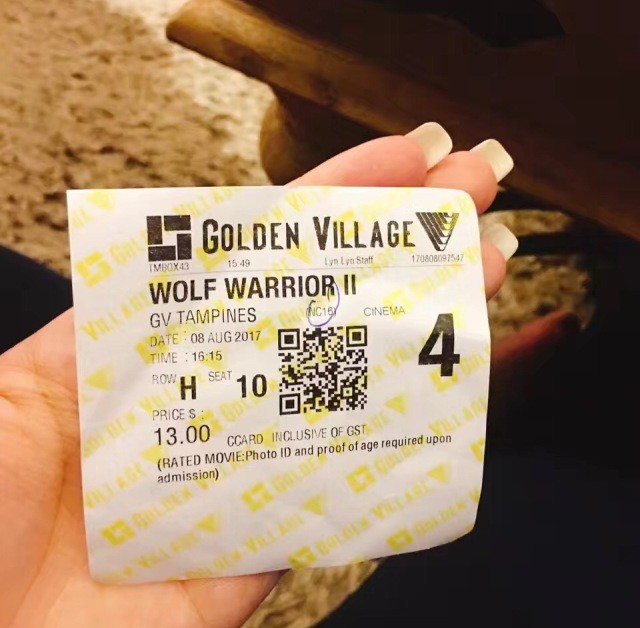 GOLDEN VILLAGE
IMBOX43 15:49 Lyn Lyn Staff 170808097547
WOLF WARRIOR II
GV TAMPINES (NC16) CINEMA
DATE : 08 AUG 2017
TIME : 16:15
ROW H SEAT 10 4
PRICE $ :
13.00 CCARD INCLUSIVE OF GST
(RATED MOVIE:Photo ID and proof of age required upon
admission)